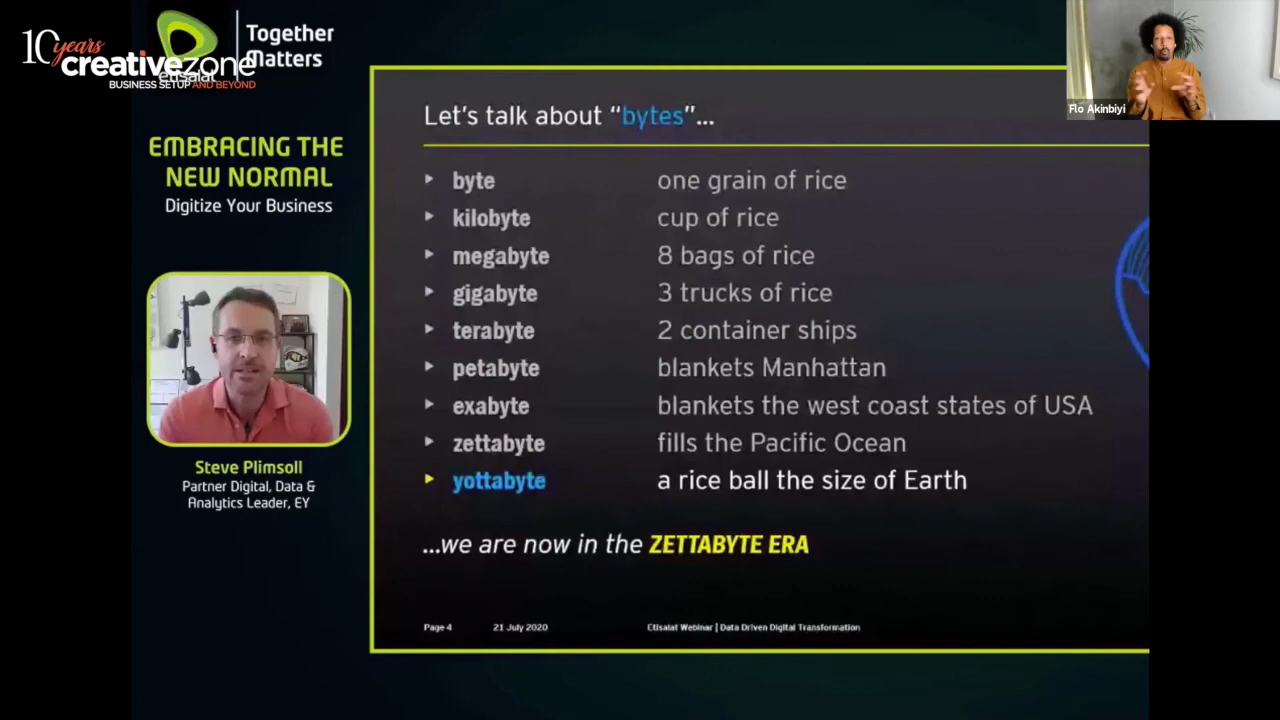 10 years
creativezone
BUSINESS SETUP AND BEYOND
etisalat
Together
Matters
Flo Akinbiyi
EMBRACING THE
NEW NORMAL
Digitize Your Business
Steve Plimsoll
Partner Digital, Data &
Analytics Leader, EY
Let's talk about “bytes”...
byte one grain of rice
kilobyte cup of rice
megabyte 8 bags of rice
gigabyte 3 trucks of rice
terabyte 2 container ships
petabyte blankets Manhattan
exabyte blankets the west coast states of USA
zettabyte fills the Pacific Ocean
yottabyte a rice ball the size of Earth
...we are now in the ZETTABYTE ERA
Page 4 21 July 2020 Etisalat Webinar | Data Driven Digital Transformation